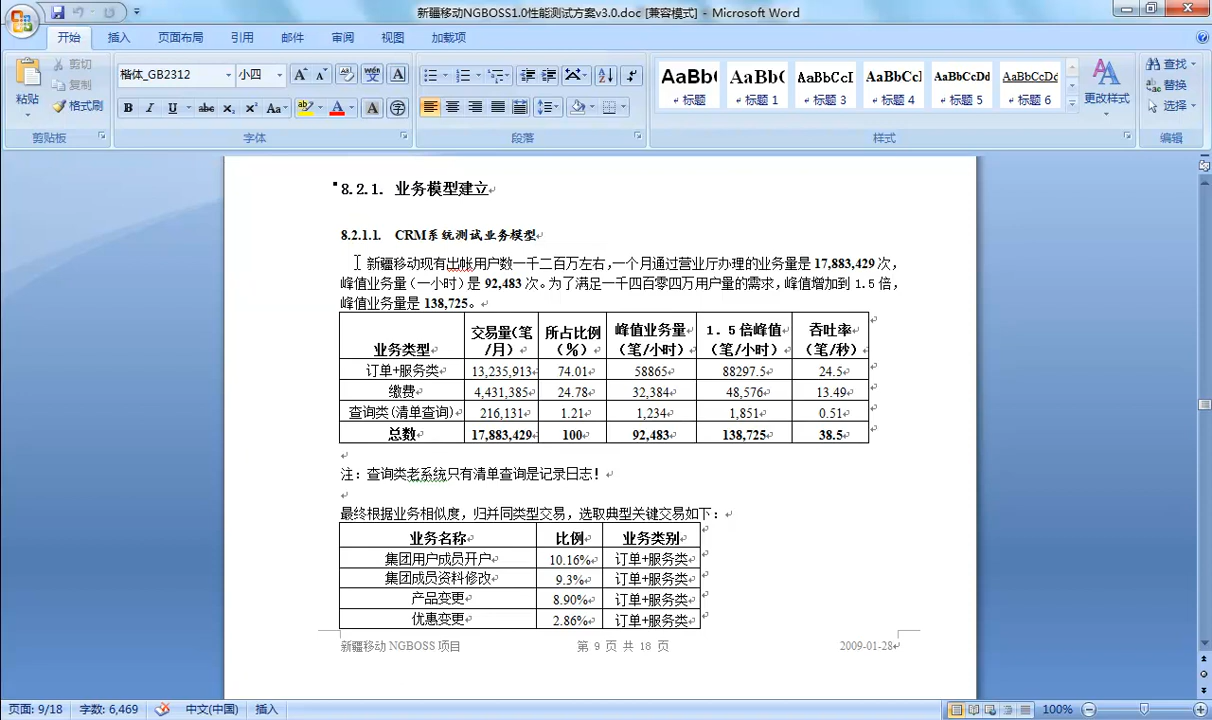 新疆移动NGBOSS1.0性能测试方案v3.0.doc [兼容模式] - Microsoft Word
开始 插入 页面布局 引用 邮件 审阅 视图 加载项
粘贴 剪切 复制 格式刷
楷体_GB2312 小四
AaBb( AaBbC( AaBbCcI AaBbCcl AaBbCcDd AaBbCcDd
标题 标题 1 标题 3 标题 4 标题 5 标题 6
更改样式
查找 替换 选择
剪贴板 字体 段落 样式 编辑
8.2.1. 业务模型建立
8.2.1.1. CRM系统测试业务模型
新疆移动现有出帐用户数一千二百万左右,一个月通过营业厅办理的业务量是 17,883,429 次,
峰值业务量(一小时)是 92,483 次。为了满足一千四百零四万用户量的需求,峰值增加到 1.5 倍,
峰值业务量是 138,725。
业务类型 交易量(笔/月) 所占比例(%) 峰值业务量(笔/小时) 1.5倍峰值(笔/小时) 吞吐率(笔/秒)
订单+服务类 13,235,913 74.01 58865 88297.5 24.5
缴费 4,431,385 24.78 32,384 48,576 13.49
查询类(清单查询) 216,131 1.21 1,234 1,851 0.51
总数 17,883,429 100 92,483 138,725 38.5
注：查询类老系统只有清单查询是记录日志！
最终根据业务相似度，归并同类型交易，选取典型关键交易如下：
业务名称 比例 业务类别
集团用户成员开户 10.16% 订单+服务类
集团成员资料修改 9.3% 订单+服务类
产品变更 8.90% 订单+服务类
优惠变更 2.86% 订单+服务类
新疆移动 NGBOSS 项目 第 9 页 共 18 页 2009-01-28
页面: 9/18 字数: 6,469 中文(中国) 插入 100%